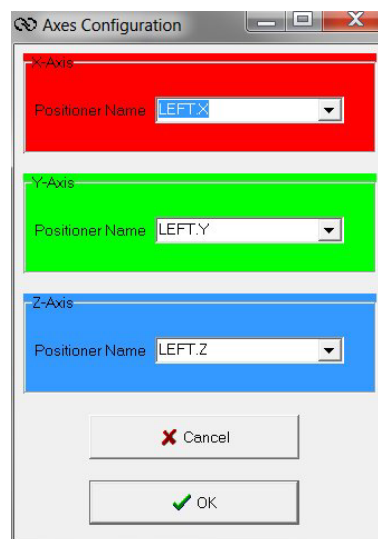 Axes Configuration
X-Axis
Positioner Name LEFT.X
Y-Axis
Positioner Name LEFT.Y
Z-Axis
Positioner Name LEFT.Z
Cancel
OK